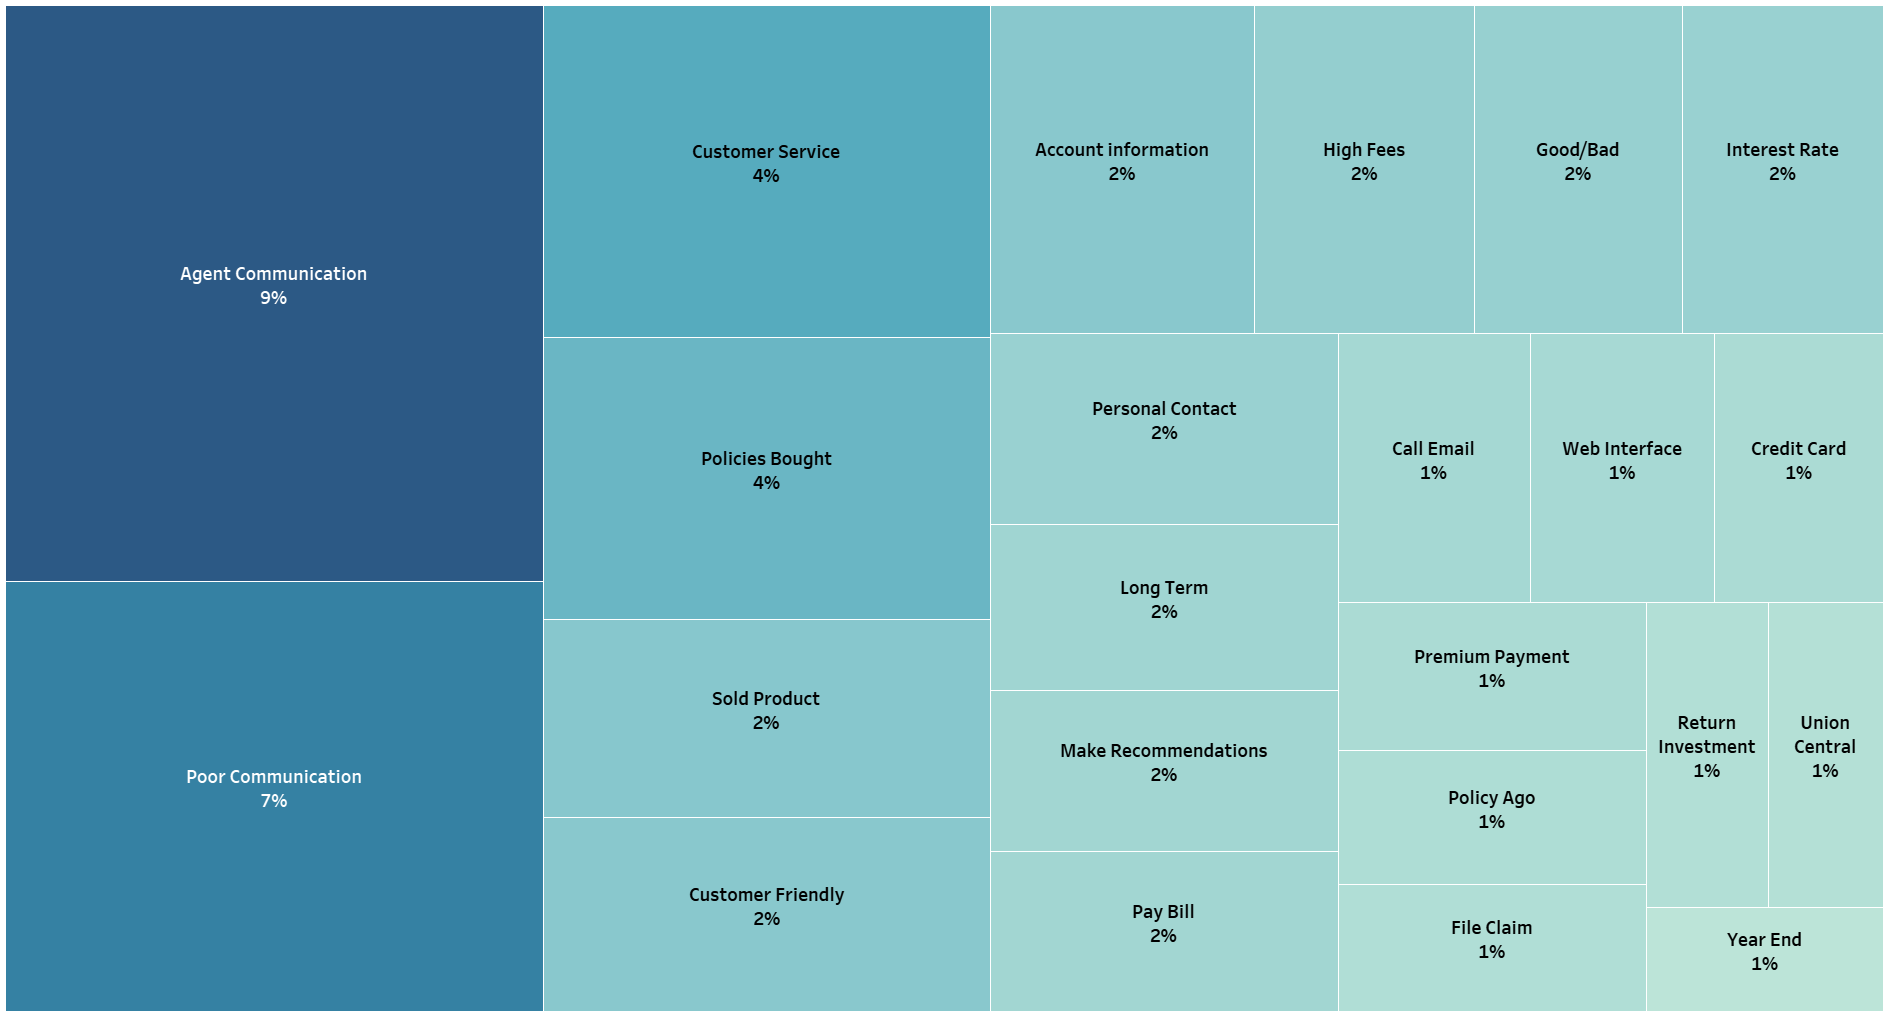 Agent Communication
9%
Poor Communication
7%
Customer Service
4%
Policies Bought
4%
Sold Product
2%
Customer Friendly
2%
Account information
2%
High Fees
2%
Good/Bad
2%
Interest Rate
2%
Personal Contact
2%
Long Term
2%
Make Recommendations
2%
Pay Bill
2%
Call Email
1%
Web Interface
1%
Credit Card
1%
Premium Payment
1%
Policy Ago
1%
File Claim
1%
Return
Investment
1%
Union
Central
1%
Year End
1%